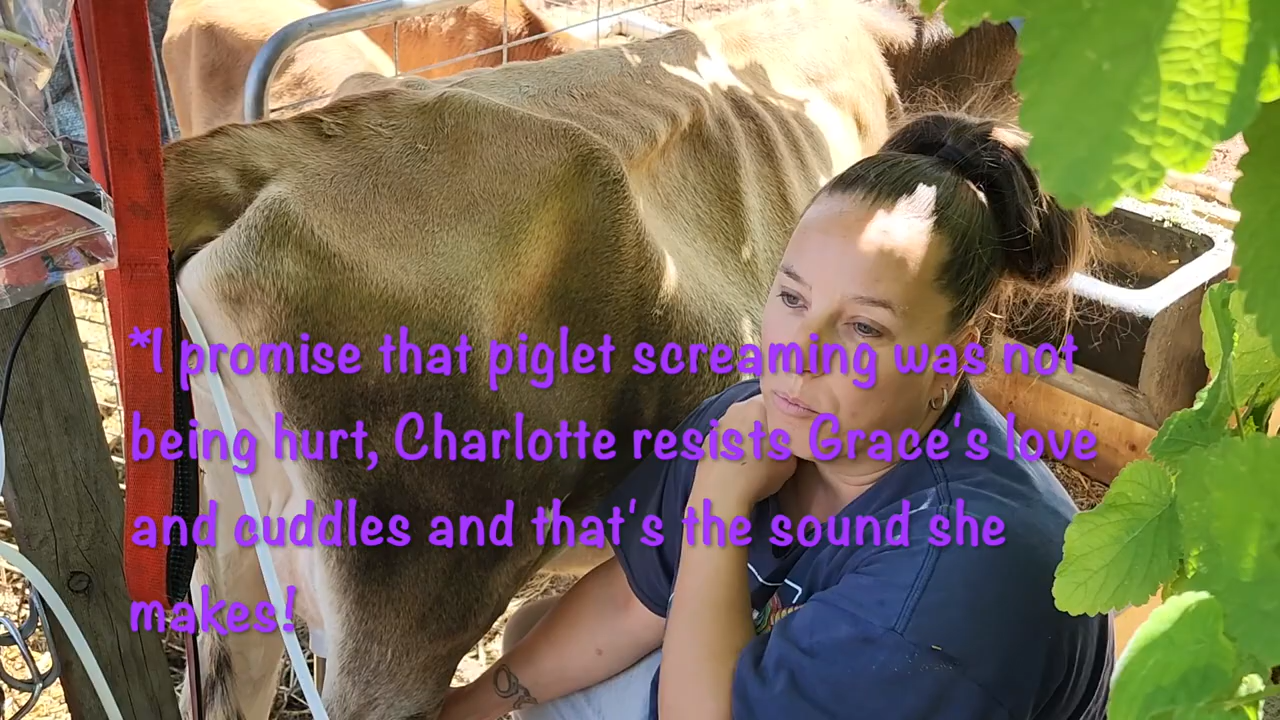 *I promise that piglet screaming was not
being hurt, Charlotte resists Grace's love
and cuddles and that's the sound she
makes!